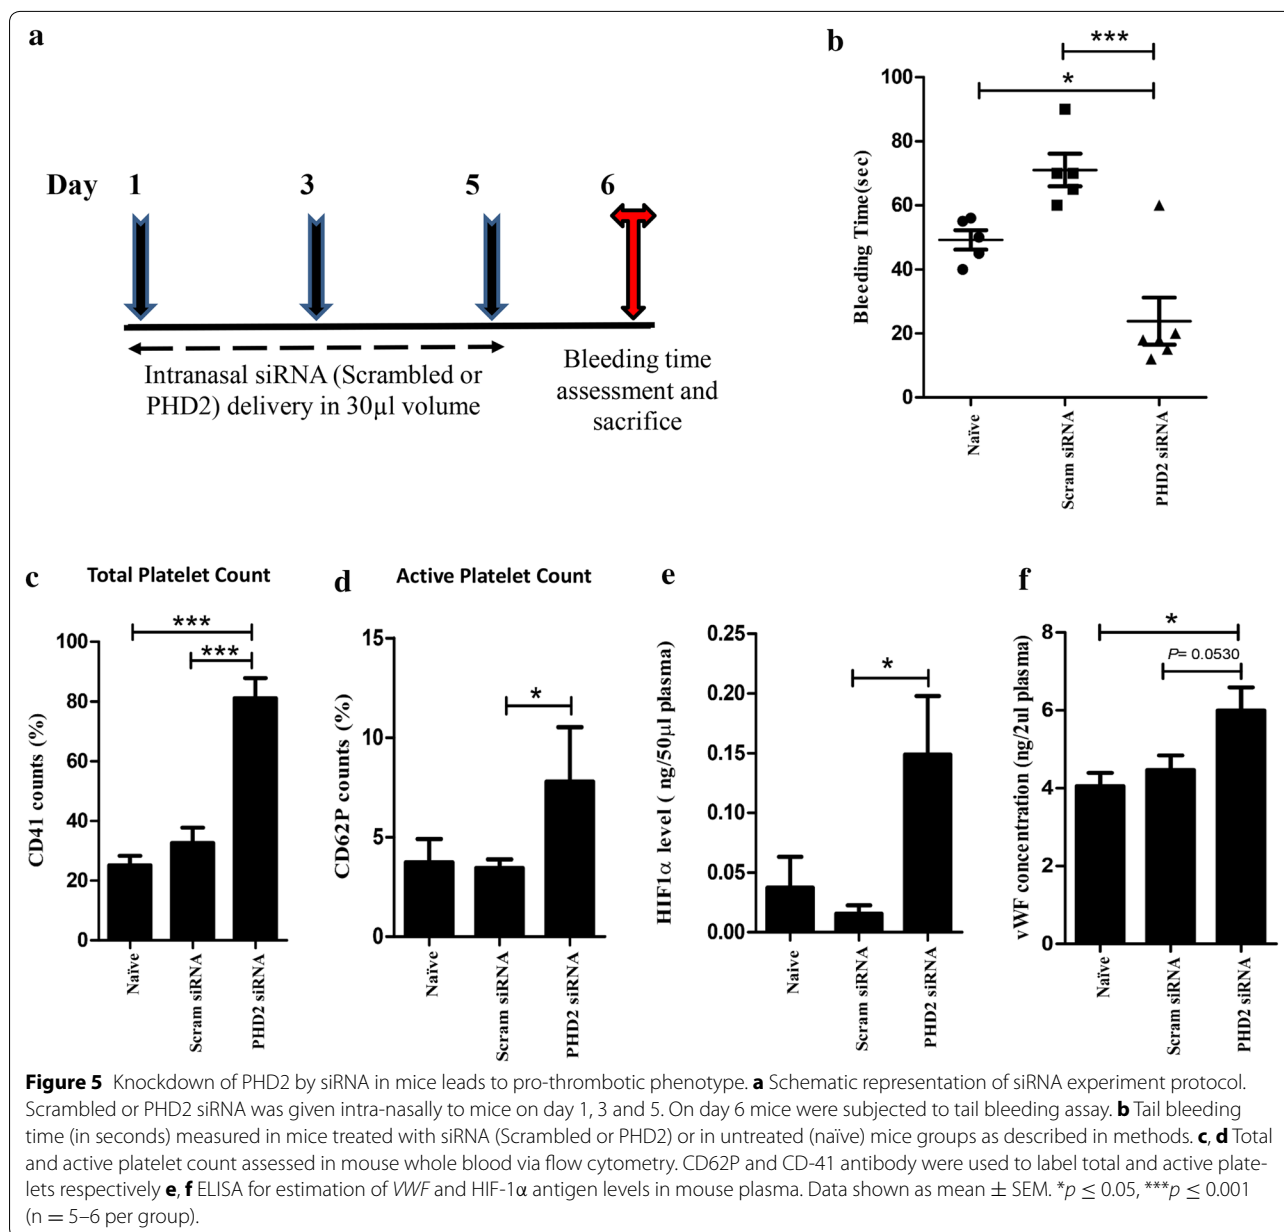 a
Day 1 3 5 6
Intranasal siRNA (Scrambled or
PHD2) delivery in 30µl volume
Bleeding time
assessment and
sacrifice
b
***
*
Bleeding Time(sec)
100
80
60
40
20
0
Naïve
Scram siRNA
PHD2 siRNA
c
Total Platelet Count
***
***
CD41 counts (%)
100
80
60
40
20
0
Naïve
Scram siRNA
PHD2 siRNA
d
Active Platelet Count
*
CD62P counts (%)
15
10
5
0
Naïve
Scram siRNA
PHD2 siRNA
e
*
HIF1α level ( ng/50µl plasma)
0.25
0.20
0.15
0.10
0.05
0.00
Naïve
Scram siRNA
PHD2 siRNA
f
*
P= 0.0530
vWF concentration (ng/2ul plasma)
8
6
4
2
0
Naïve
Scram siRNA
PHD2 siRNA
Figure 5 Knockdown of PHD2 by siRNA in mice leads to pro-thrombotic phenotype. a Schematic representation of siRNA experiment protocol.
Scrambled or PHD2 siRNA was given intra-nasally to mice on day 1, 3 and 5. On day 6 mice were subjected to tail bleeding assay. b Tail bleeding
time (in seconds) measured in mice treated with siRNA (Scrambled or PHD2) or in untreated (naïve) mice groups as described in methods. c, d Total
and active platelet count assessed in mouse whole blood via flow cytometry. CD62P and CD-41 antibody were used to label total and active plate-
lets respectively e, f ELISA for estimation of VWF and HIF-1α antigen levels in mouse plasma. Data shown as mean ± SEM. *p ≤ 0.05, ***p ≤ 0.001
(n = 5–6 per group).